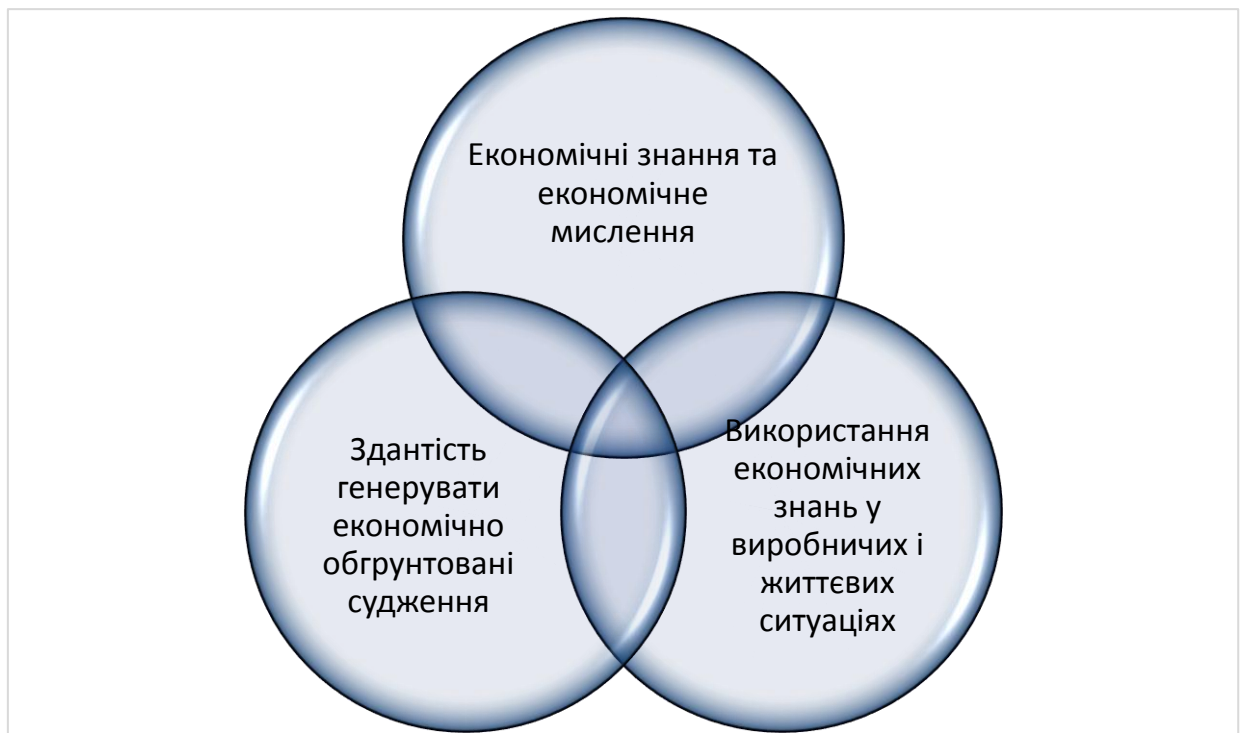 Економічні знання та
економічне
мислення
Здантість
генерувати
економічно
обгрунтовані
судження
Використання
економічних
знань у
виробничих і
життєвих
ситуаціях